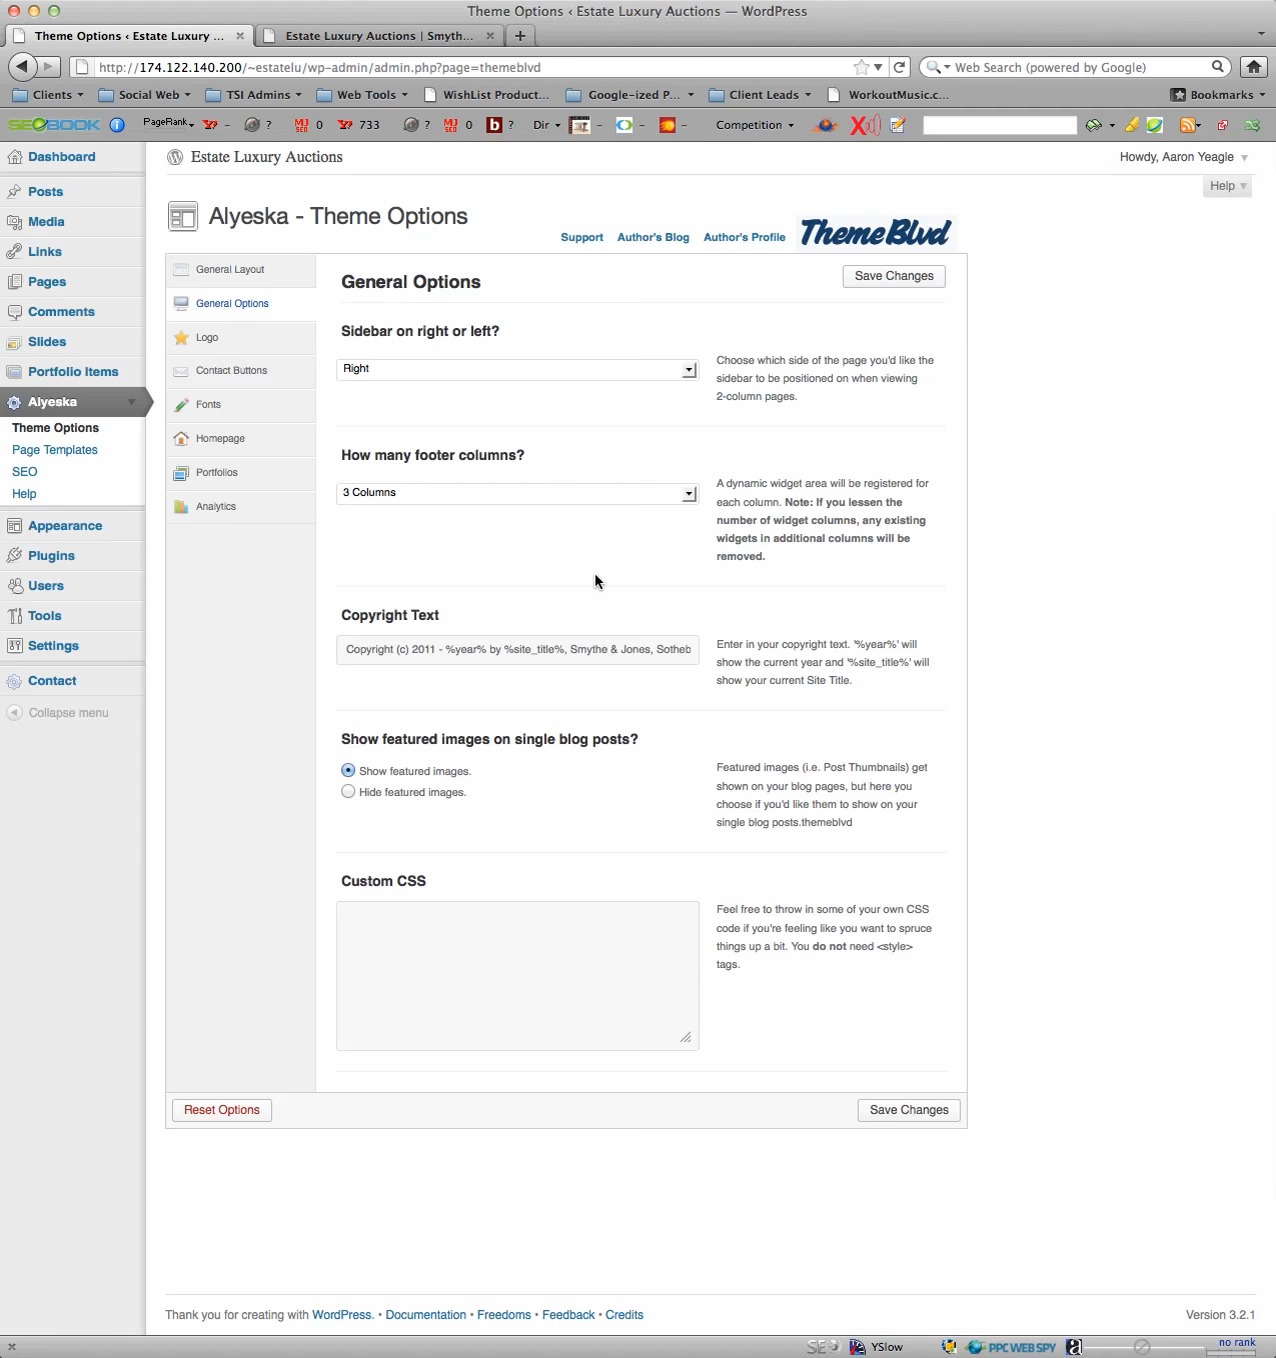 Theme Options ‹ Estate Luxury Auctions — WordPress
Theme Options ‹ Estate Luxury ...
Estate Luxury Auctions | Smyth...
http://174.122.140.200/~estatelu/wp-admin/admin.php?page=themeblvd
Web Search (powered by Google)
Clients
Social Web
TSI Admins
Web Tools
WishList Product...
Google-ized P...
Client Leads
WorkoutMusic.c...
Bookmarks
SEOBOOK
PageRank
-
?
MJ SEO 0
733
?
MJ SEO 0
b ?
Dir
-
-
-
Competition
Dashboard
Posts
Media
Links
Pages
Comments
Slides
Portfolio Items
Alyeska
Theme Options
Page Templates
SEO
Help
Appearance
Plugins
Users
Tools
Settings
Contact
Collapse menu
Estate Luxury Auctions
Howdy, Aaron Yeagle
Help
Alyeska - Theme Options
Support
Author's Blog
Author's Profile
ThemeBlvd
General Layout
General Options
Logo
Contact Buttons
Fonts
Homepage
Portfolios
Analytics
General Options
Save Changes
Sidebar on right or left?
Right
Choose which side of the page you'd like the
sidebar to be positioned on when viewing
2-column pages.
How many footer columns?
3 Columns
A dynamic widget area will be registered for
each column. Note: If you lessen the
number of widget columns, any existing
widgets in additional columns will be
removed.
Copyright Text
Copyright (c) 2011 - %year% by %site_title%, Smythe & Jones, Sotheb
Enter in your copyright text. '%year%' will
show the current year and '%site_title%' will
show your current Site Title.
Show featured images on single blog posts?
Show featured images.
Hide featured images.
Featured images (i.e. Post Thumbnails) get
shown on your blog pages, but here you
choose if you'd like them to show on your
single blog posts.themeblvd
Custom CSS
Feel free to throw in some of your own CSS
code if you're feeling like you want to spruce
things up a bit. You do not need <style>
tags.
Reset Options
Save Changes
Thank you for creating with WordPress. • Documentation • Freedoms • Feedback • Credits
Version 3.2.1
SEO
YSlow
PPC WEB SPY
a
no rank